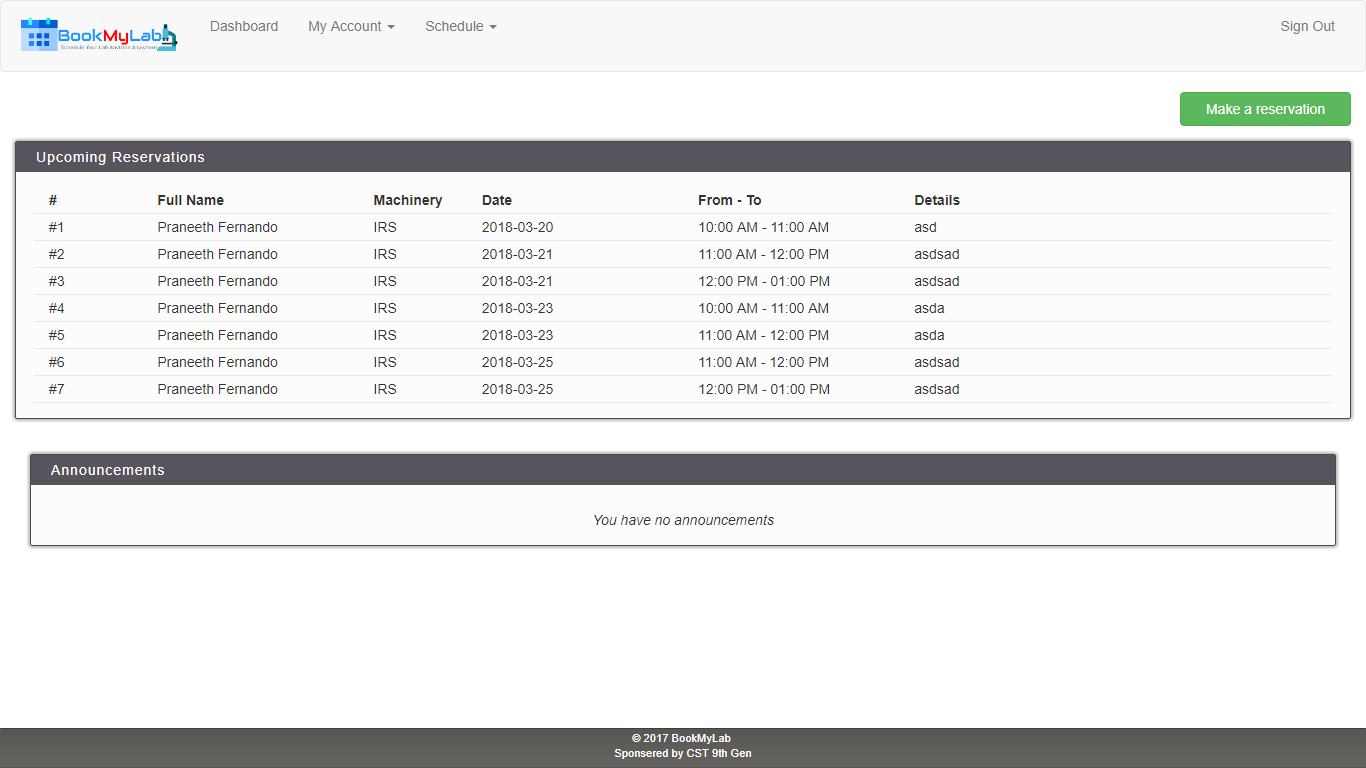 BookMyLab
Schedule Your Lab Anytime Anywhere
Dashboard My Account Schedule Sign Out
Make a reservation
Upcoming Reservations
# Full Name Machinery Date From - To Details
#1 Praneeth Fernando IRS 2018-03-20 10:00 AM - 11:00 AM asd
#2 Praneeth Fernando IRS 2018-03-21 11:00 AM - 12:00 PM asdsad
#3 Praneeth Fernando IRS 2018-03-21 12:00 PM - 01:00 PM asdsad
#4 Praneeth Fernando IRS 2018-03-23 10:00 AM - 11:00 AM asda
#5 Praneeth Fernando IRS 2018-03-23 11:00 AM - 12:00 PM asda
#6 Praneeth Fernando IRS 2018-03-25 11:00 AM - 12:00 PM asdsad
#7 Praneeth Fernando IRS 2018-03-25 12:00 PM - 01:00 PM asdsad
Announcements
You have no announcements
© 2017 BookMyLab
Sponsered by CST 9th Gen